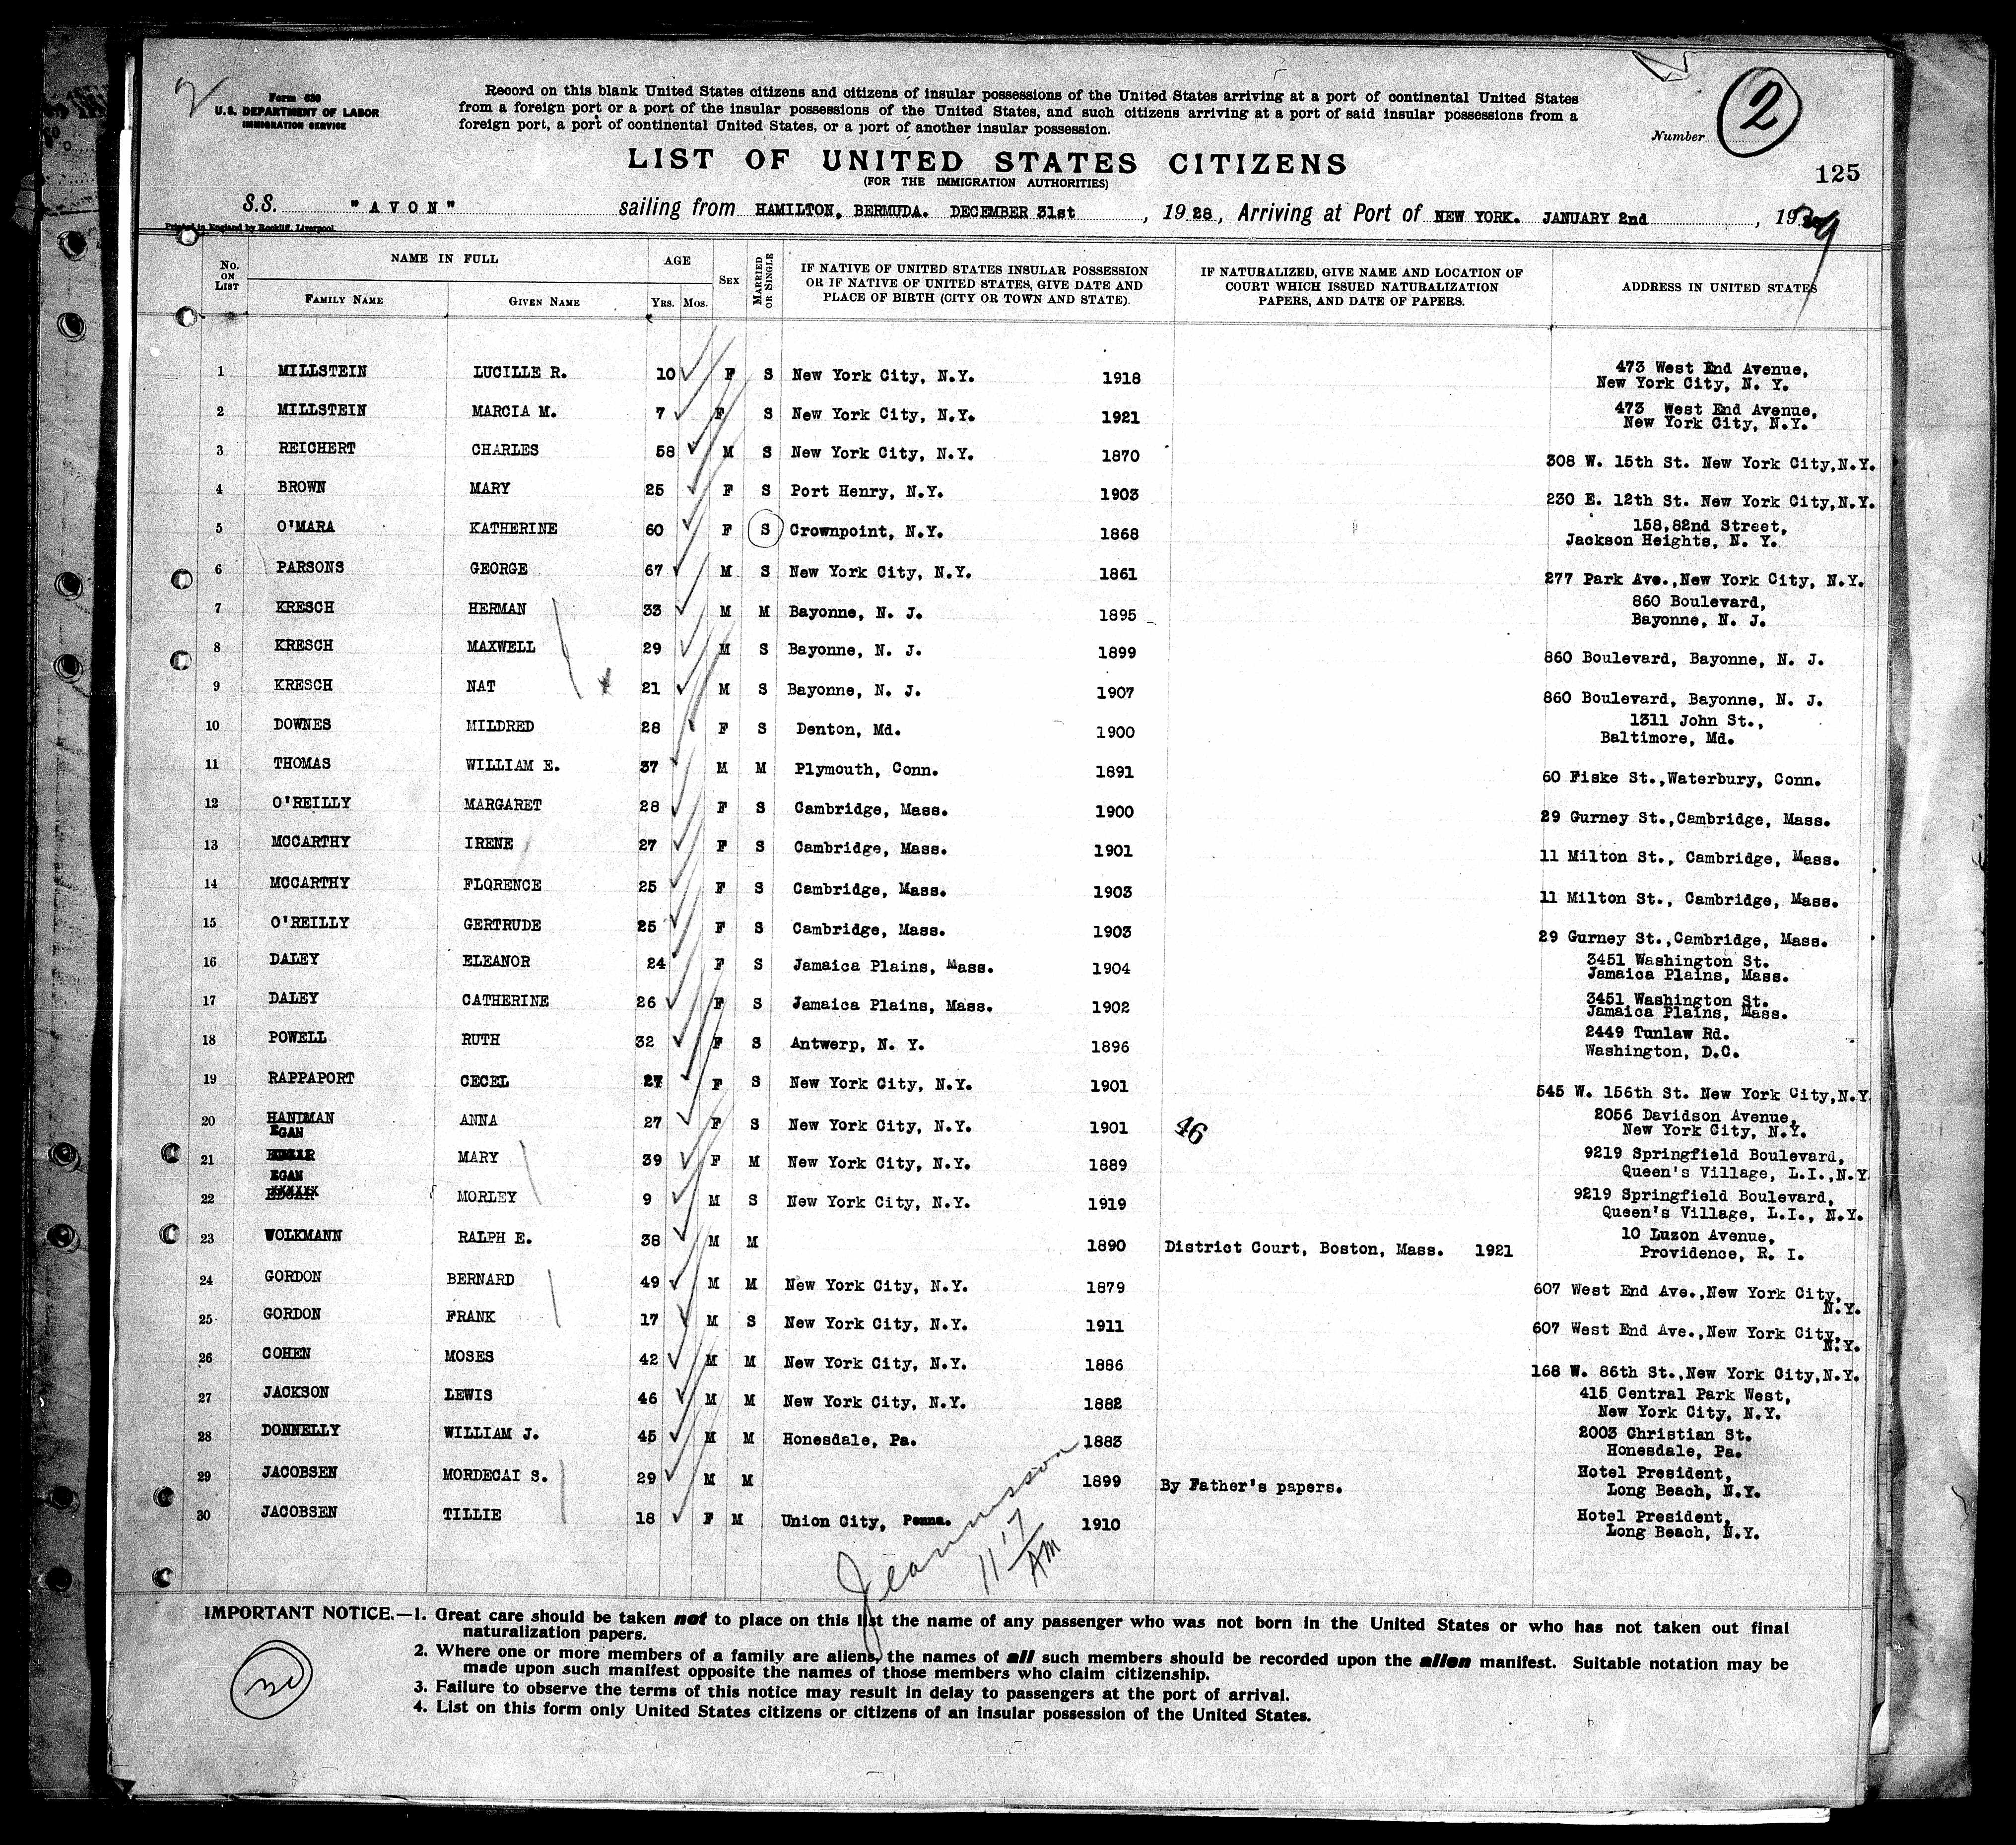 2
Form 630
U.S. DEPARTMENT OF LABOR
IMMIGRATION SERVICE
Record on this blank United States citizens and citizens of insular possessions of the United States arriving at a port of continental United States
from a foreign port or a port of the insular possessions of the United States, and such citizens arriving at a port of said insular possessions from a
foreign port, a port of continental United States, or a port of another insular possession.
Number 2
LIST OF UNITED STATES CITIZENS
(FOR THE IMMIGRATION AUTHORITIES)
125
S.S. "AVON" sailing from HAMILTON, BERMUDA. DECEMBER 31st, 1928, Arriving at Port of NEW YORK. JANUARY 2nd, 1929
Printed in England by Rockliff, Liverpool
No. ON LIST
NAME IN FULL
FAMILY NAME
GIVEN NAME
AGE
YRS. MOS.
SEX
MARRIED OR SINGLE
IF NATIVE OF UNITED STATES INSULAR POSSESSION
OR IF NATIVE OF UNITED STATES, GIVE DATE AND
PLACE OF BIRTH (CITY OR TOWN AND STATE).
IF NATURALIZED, GIVE NAME AND LOCATION OF
COURT WHICH ISSUED NATURALIZATION
PAPERS, AND DATE OF PAPERS.
ADDRESS IN UNITED STATES
1 MILLSTEIN LUCILLE R. 10 F S New York City, N.Y. 1918 473 West End Avenue,
New York City, N. Y.
2 MILLSTEIN MARCIA M. 7 F S New York City, N.Y. 1921 473 West End Avenue,
New York City, N.Y.
3 REICHERT CHARLES 58 M S New York City, N.Y. 1870 308 W. 15th St. New York City,N.Y.
4 BROWN MARY 25 F S Port Henry, N.Y. 1903 230 E. 12th St. New York City,N.Y.
5 O'MARA KATHERINE 60 F S Crownpoint, N.Y. 1868 158,82nd Street,
Jackson Heights, N. Y.
6 PARSONS GEORGE 67 M S New York City, N.Y. 1861 277 Park Ave.,New York City, N.Y.
7 KRESCH HERMAN 33 M M Bayonne, N. J. 1895 860 Boulevard,
Bayonne, N. J.
8 KRESCH MAXWELL 29 M S Bayonne, N. J. 1899 860 Boulevard, Bayonne, N. J.
9 KRESCH NAT 21 M S Bayonne, N. J. 1907 860 Boulevard, Bayonne, N. J.
10 DOWNES MILDRED 28 F S Denton, Md. 1900 1311 John St.,
Baltimore, Md.
11 THOMAS WILLIAM E. 37 M M Plymouth, Conn. 1891 60 Fiske St.,Waterbury, Conn.
12 O'REILLY MARGARET 28 F S Cambridge, Mass. 1900 29 Gurney St.,Cambridge, Mass.
13 MCCARTHY IRENE 27 F S Cambridge, Mass. 1901 11 Milton St., Cambridge, Mass.
14 MCCARTHY FLORENCE 25 F S Cambridge, Mass. 1903 11 Milton St., Cambridge, Mass.
15 O'REILLY GERTRUDE 25 F S Cambridge, Mass. 1903 29 Gurney St.,Cambridge, Mass.
16 DALEY ELEANOR 24 F S Jamaica Plains, Mass. 1904 3451 Washington St.
Jamaica Plains, Mass.
17 DALEY CATHERINE 26 F S Jamaica Plains, Mass. 1902 3451 Washington St.
Jamaica Plains, Mass.
18 POWELL RUTH 32 F S Antwerp, N. Y. 1896 2449 Tunlaw Rd.
Washington, D.C.
19 RAPPAPORT CECEL 27 F S New York City, N.Y. 1901 545 W. 156th St. New York City,N.Y
20 HANDMAN ANNA 27 F S New York City, N.Y. 1901 46 2056 Davidson Avenue,
New York City, N.Y.
EGAN
21 EDGAR MARY 39 F M New York City, N.Y. 1889 9219 Springfield Boulevard,
Queen's Village, L.I.,N.Y
EGAN
22 EDGAR MORLEY 9 M S New York City, N.Y. 1919 9219 Springfield Boulevard,
Queen's Village, L.I., N.Y.
23 WOLKMANN RALPH E. 38 M M 1890 District Court, Boston, Mass. 1921 10 Luzon Avenue,
Providence, R. I.
24 GORDON BERNARD 49 M M New York City, N.Y. 1879 607 West End Ave.,New York City,
N.Y.
25 GORDON FRANK 17 M S New York City, N.Y. 1911 607 West End Ave.,New York City,
N.Y.
26 COHEN MOSES 42 M M New York City, N.Y. 1886 168 W. 86th St.,New York City,N.Y.
27 JACKSON LEWIS 46 M M New York City, N.Y. 1882 415 Central Park West,
New York City, N.Y.
28 DONNELLY WILLIAM J. 45 M M Honesdale, Pa. 1883 2003 Christian St.
Honesdale, Pa.
29 JACOBSEN MORDECAI S. 29 M M 1899 By Father's papers. Hotel President,
Long Beach, N.Y.
30 JACOBSEN TILLIE 18 F M Union City, Penna. 1910 Hotel President,
Long Beach, N.Y.
11 17 AM
IMPORTANT NOTICE.—1. Great care should be taken not to place on this list the name of any passenger who was not born in the United States or who has not taken out final
naturalization papers.
2. Where one or more members of a family are aliens, the names of all such members should be recorded upon the alien manifest. Suitable notation may be
made upon such manifest opposite the names of those members who claim citizenship.
3. Failure to observe the terms of this notice may result in delay to passengers at the port of arrival.
4. List on this form only United States citizens or citizens of an insular possession of the United States.